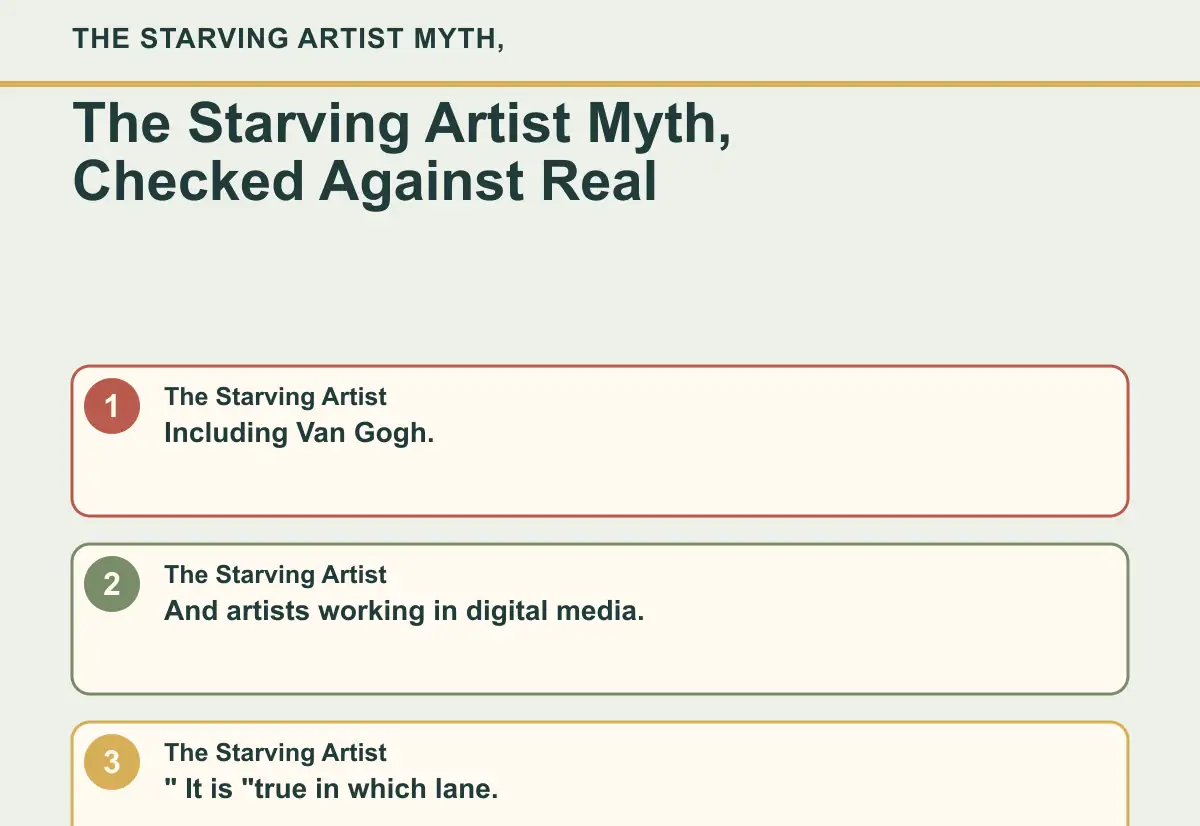 THE STARVING ARTIST MYTH,
The Starving Artist Myth,
Checked Against Real
1
The Starving Artist
Including Van Gogh.
2
The Starving Artist
And artists working in digital media.
3
The Starving Artist
" It is "true in which lane.